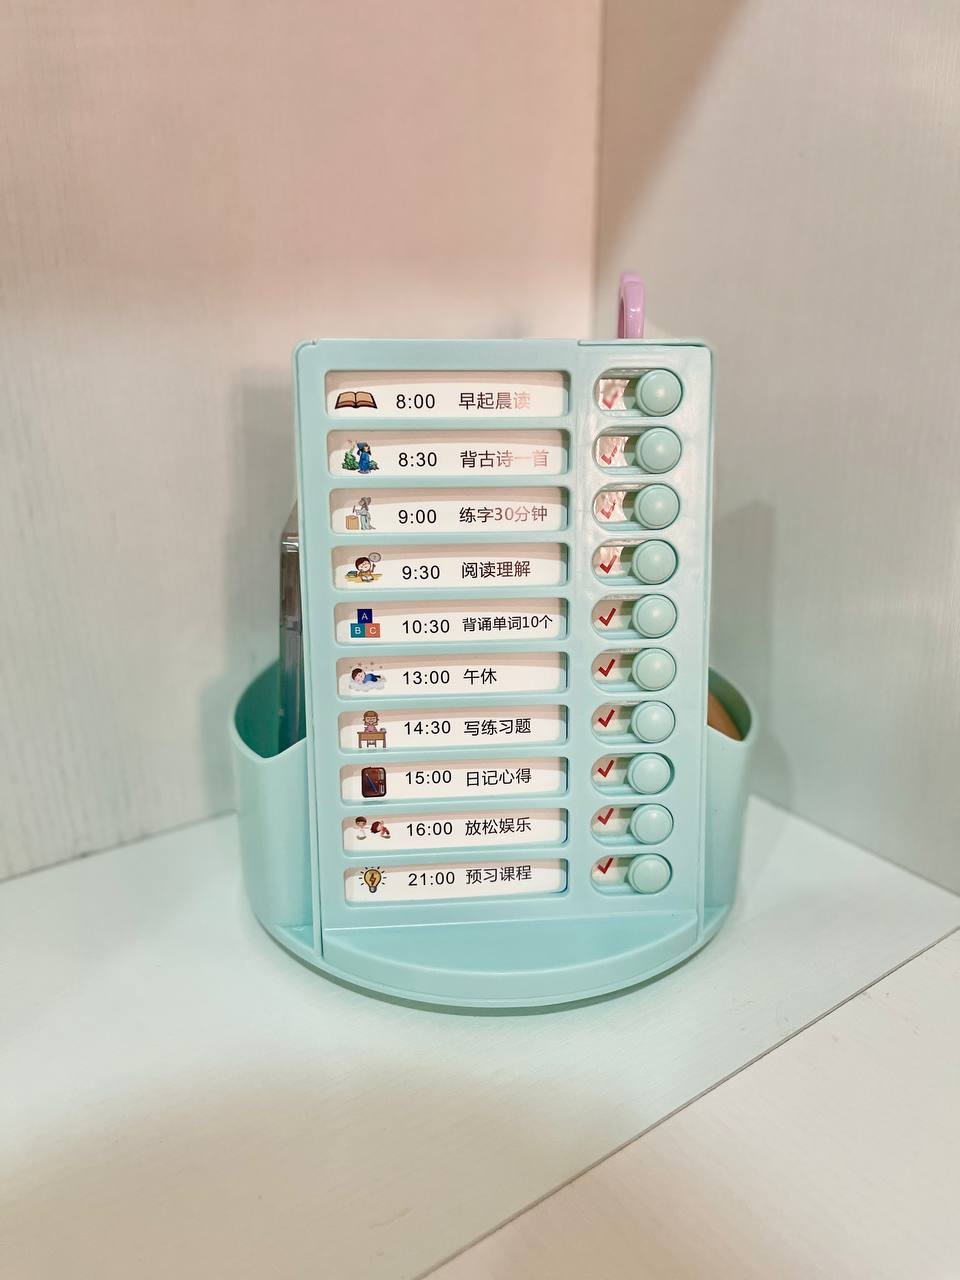 8:00 早起晨读
8:30 背古诗一首
9:00 练字30分钟
9:30 阅读理解
A
B C
10:30 背诵单词10个
13:00 午休
14:30 写练习题
15:00 日记心得
16:00 放松娱乐
21:00 预习课程